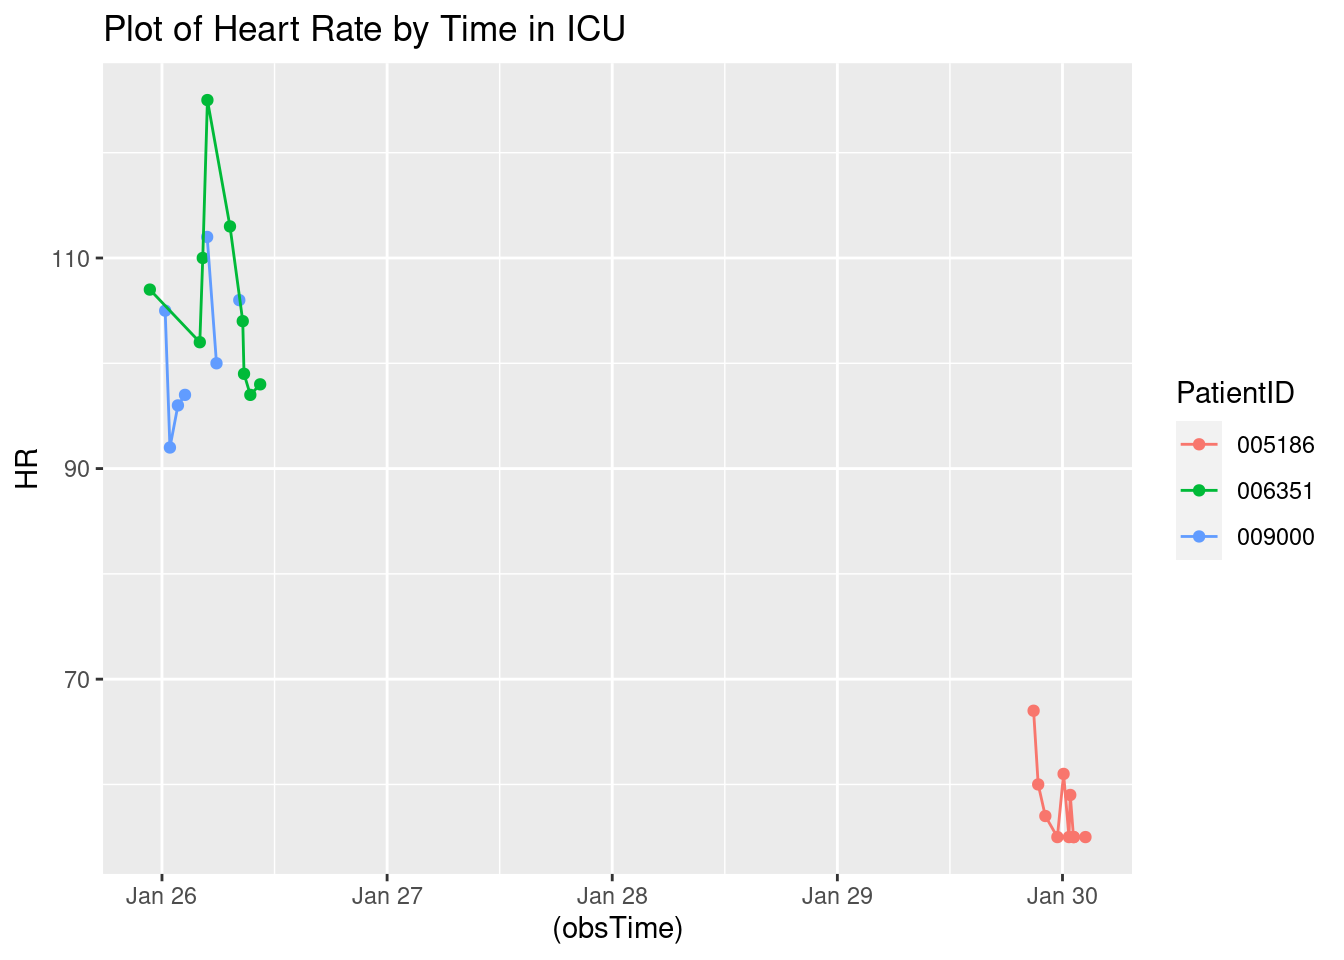 Plot of Heart Rate by Time in ICU
110
90
70
HR
Jan 26
Jan 27
Jan 28
Jan 29
Jan 30
(obsTime)
PatientID
005186
006351
009000